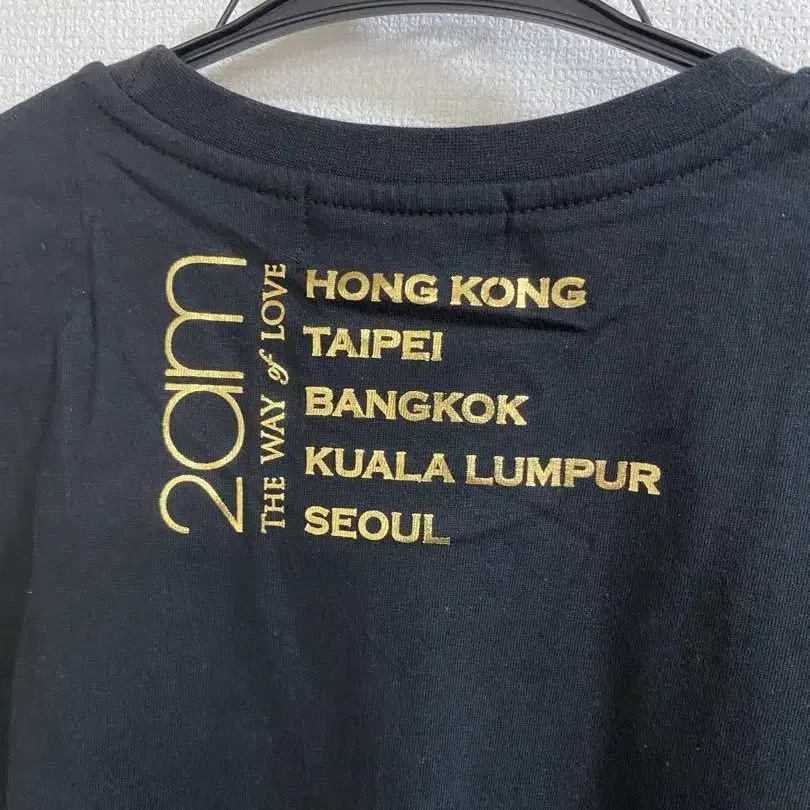 2am
THE WAY of LOVE
HONG KONG
TAIPEI
BANGKOK
KUALA LUMPUR
SEOUL